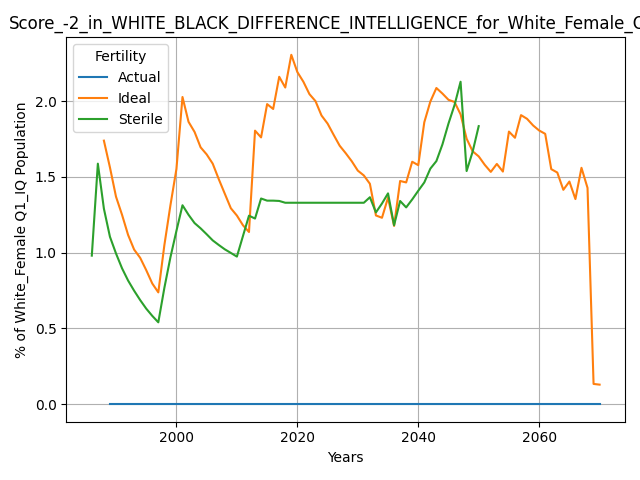 Score_-2_in_WHITE_BLACK_DIFFERENCE_INTELLIGENCE_for_White_Female_
Fertility
Actual
Ideal
Sterile
% of White_Female Q1_IQ Population
2.0
1.5
1.0
0.5
0.0
2000
2020
2040
2060
Years